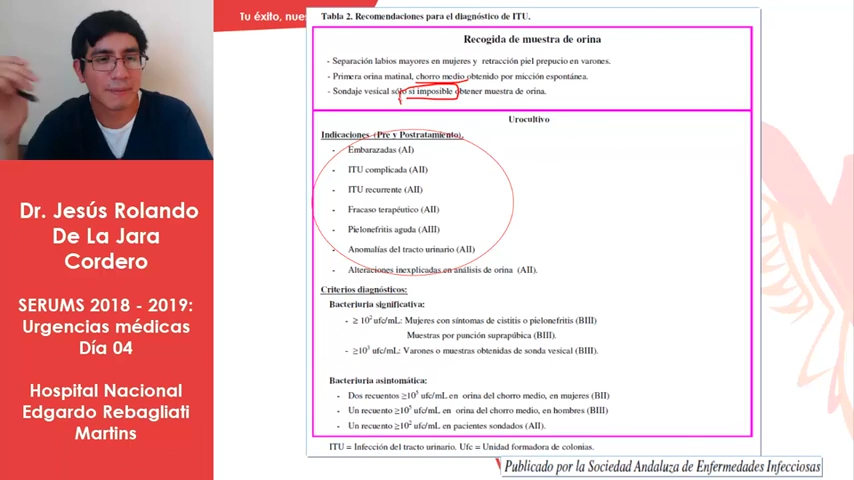 Tu éxito, nues
Tabla 2. Recomendaciones para el diagnóstico de ITU.
Recogida de muestra de orina
- Separación labios mayores en mujeres y retracción piel prepucio en varones.
- Primera orina matinal, chorro medio obtenido por micción espontánea.
- Sondaje vesical sólo si imposible obtener muestra de orina.
Urocultivo
Indicaciones (Pre y Postratamiento).
- Embarazadas (AI)
- ITU complicada (AII)
- ITU recurrente (AII)
- Fracaso terapéutico (AII)
- Pielonefritis aguda (AIII)
- Anomalías del tracto urinario (AII)
- Alteraciones inexplicadas en análisis de orina (AII).
Criterios diagnósticos:
Bacteriuria significativa:
- ≥ 10² ufc/mL: Mujeres con síntomas de cistitis o pielonefritis (BIII)
Muestras por punción suprapúbica (BIII).
- ≥10³ ufc/mL: Varones o muestras obtenidas de sonda vesical (BIII).
Bacteriuria asintomática:
- Dos recuentos ≥10⁵ ufc/mL en orina del chorro medio, en mujeres (BII)
- Un recuento ≥10⁵ ufc/mL en orina del chorro medio, en hombres (BIII)
- Un recuento ≥10² ufc/mL en pacientes sondados (AII).
ITU = Infección del tracto urinario. Ufc = Unidad formadora de colonias.
Publicado por la Sociedad Andaluza de Enfermedades Infecciosas
Dr. Jesús Rolando
De La Jara
Cordero
SERUMS 2018 - 2019:
Urgencias médicas
Día 04
Hospital Nacional
Edgardo Rebagliati
Martins